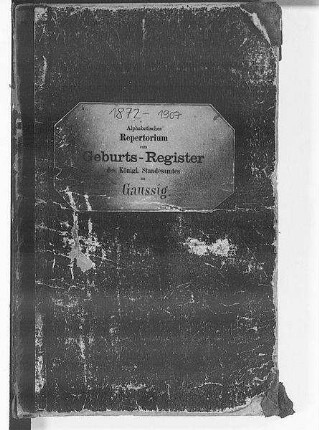 1872-1907
Alphabetisches
Repertorium
zum
Geburts-Register
des Königl. Standesamtes
zu
Gaussig